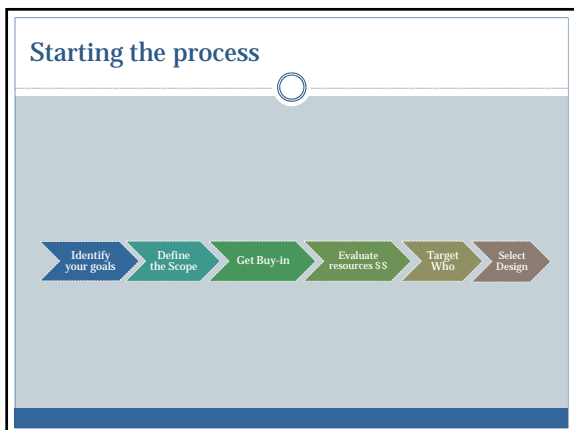 Starting the process
Identify
your goals
Define
the Scope
Get Buy-in
Evaluate
resources $$
Target
Who
Select
Design